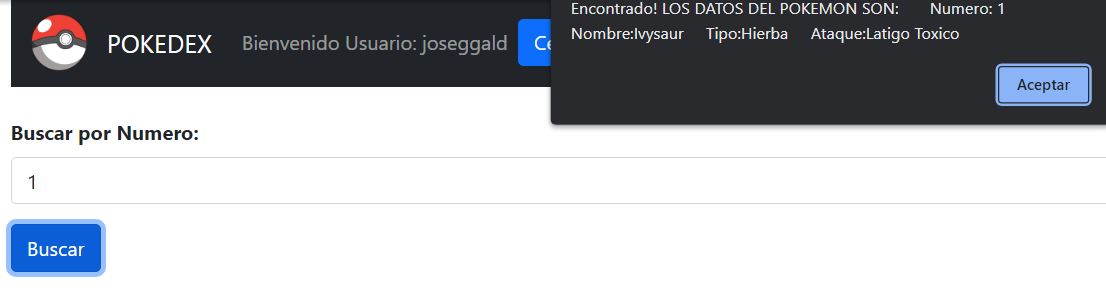 Encontrado! LOS DATOS DEL POKEMON SON: Numero: 1
Nombre:Ivysaur Tipo:Hierba Ataque:Latigo Toxico
Aceptar
POKEDEX Bienvenido Usuario: joseggald Ce
Buscar por Numero:
1
Buscar